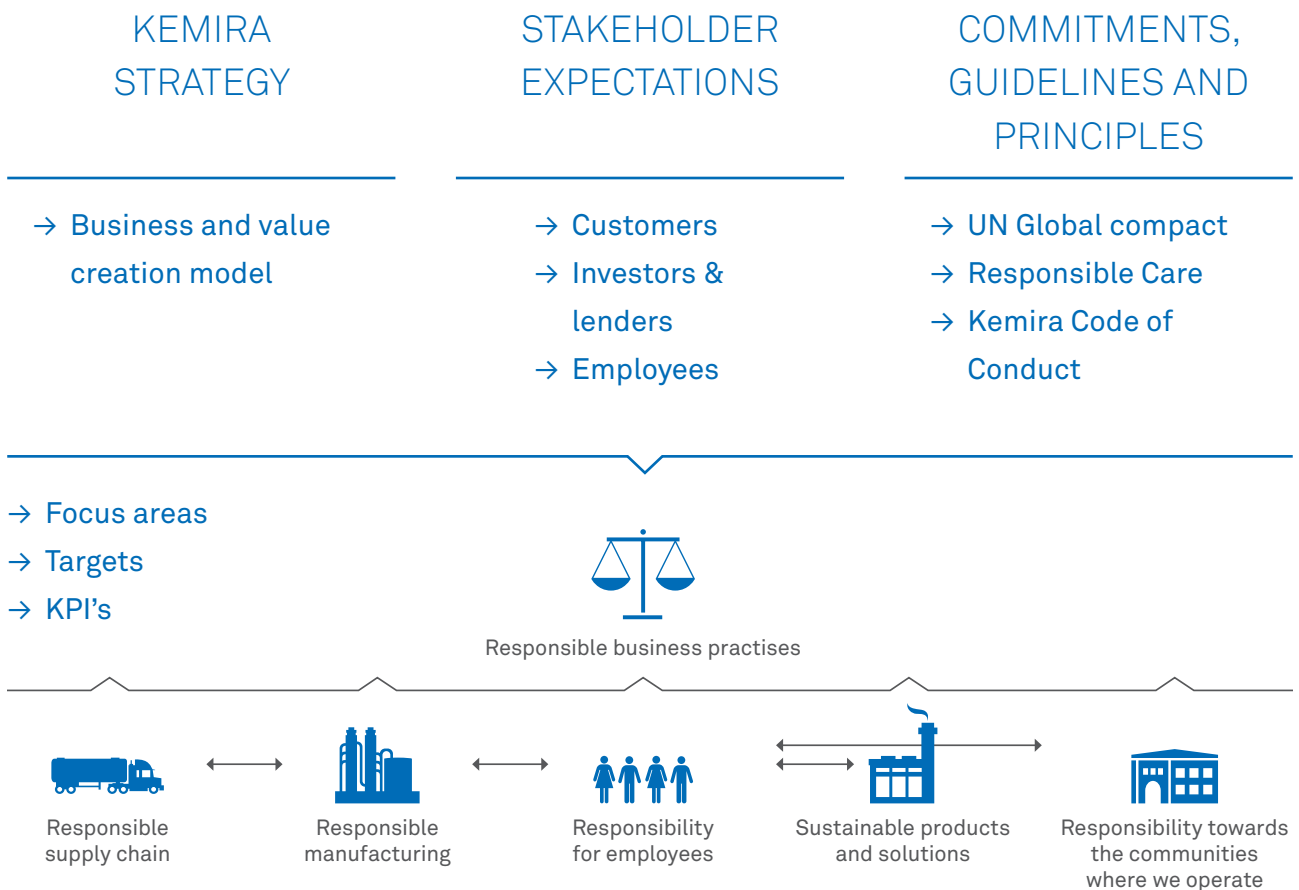 KEMIRA
STRATEGY
→ Business and value
creation model
STAKEHOLDER
EXPECTATIONS
→ Customers
→ Investors &
lenders
→ Employees
COMMITMENTS,
GUIDELINES AND
PRINCIPLES
→ UN Global compact
→ Responsible Care
→ Kemira Code of
Conduct
→ Focus areas
→ Targets
→ KPI's
Responsible business practises
Responsible
supply chain
Responsible
manufacturing
Responsibility
for employees
Sustainable products
and solutions
Responsibility towards
the communities
where we operate